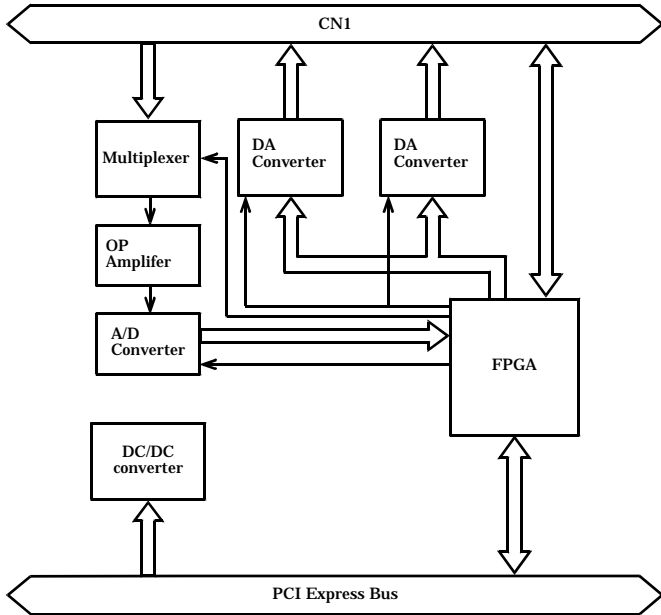 CN1
Multiplexer
DA
Converter
DA
Converter
OP
Amplifer
A/D
Converter
FPGA
DC/DC
converter
PCI Express Bus